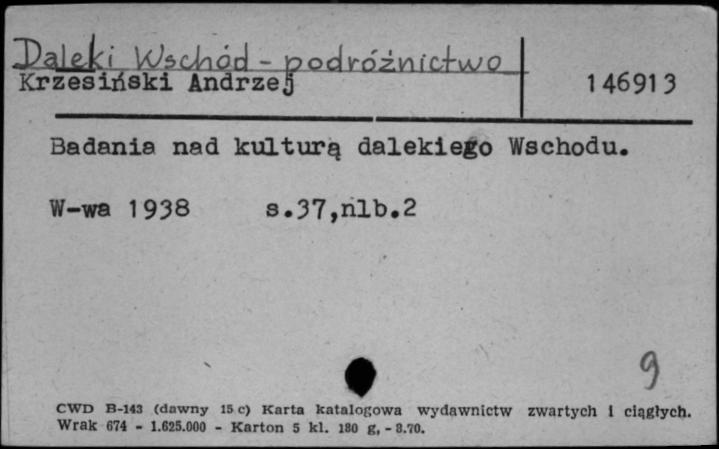 Daleki Wschód - podróżnictwo
Krzesiński Andrzej 146913
Badania nad kulturą dalekiego Wschodu.
W-wa 1938 s.37,nlb.2
9
CWD B-143 (dawny 15 c) Karta katalogowa wydawnictw zwartych i ciągłych.
Wrak 674 - 1.625.000 - Karton 5 kl. 180 g, - 8.70.